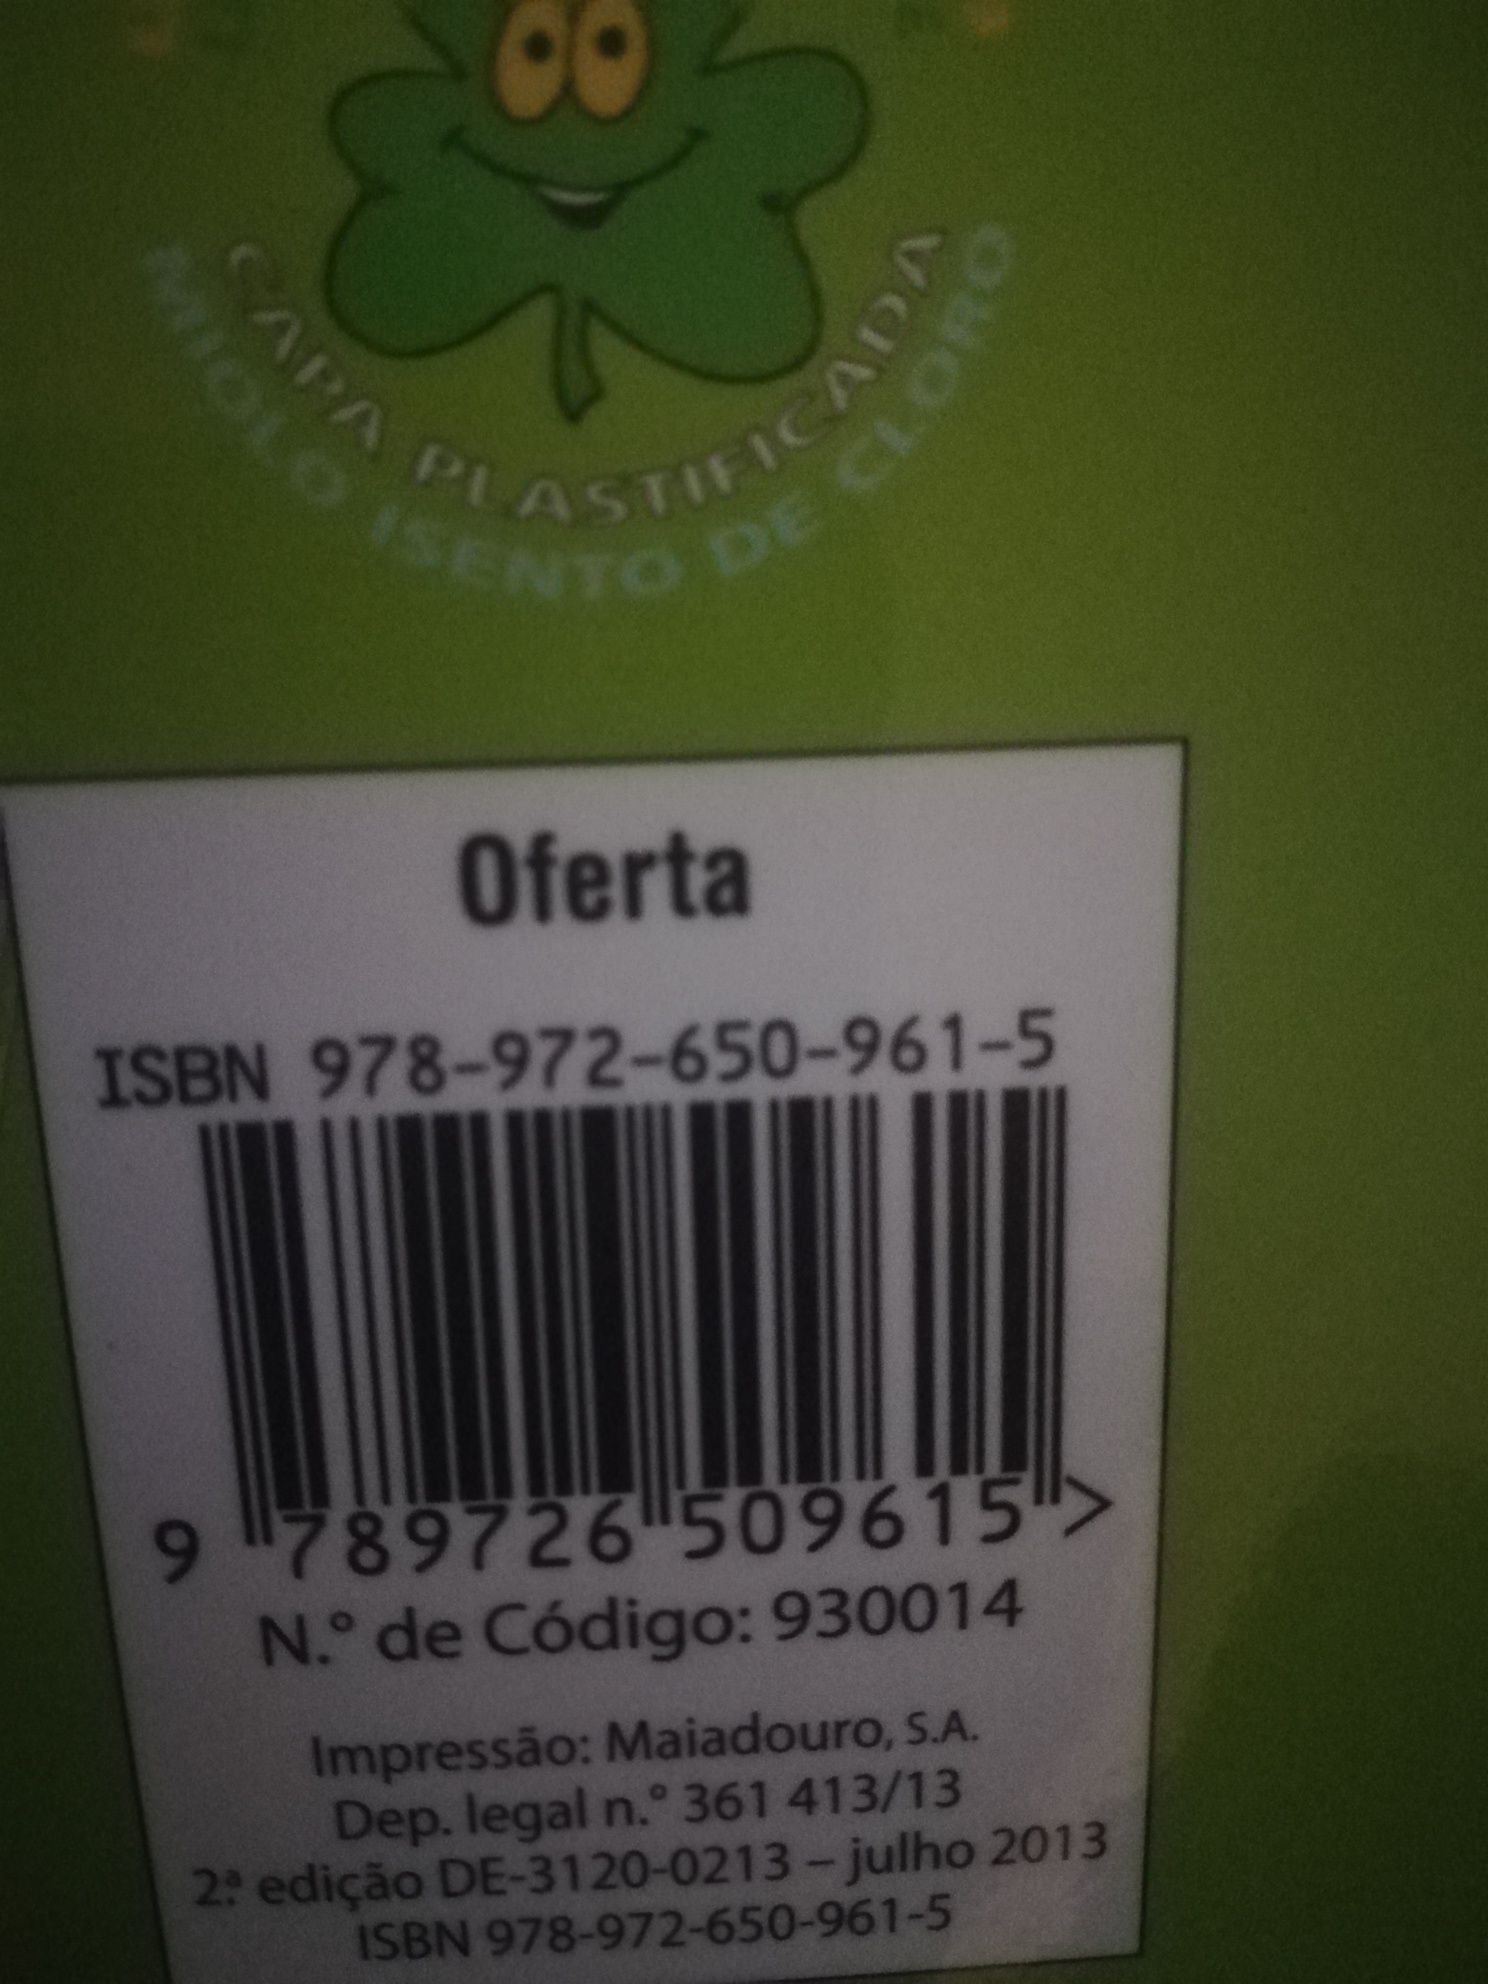 CAPA PLASTIFICADA
MIOLO ISENTO DE CLORO
Oferta
ISBN 978-972-650-961-5
9 789726 509615 >
N.° de Código: 930014
Impressão: Maiadouro, S.A.
Dep. legal n.° 361 413/13
2.ª edição DE-3120-0213 – julho 2013
ISBN 978-972-650-961-5